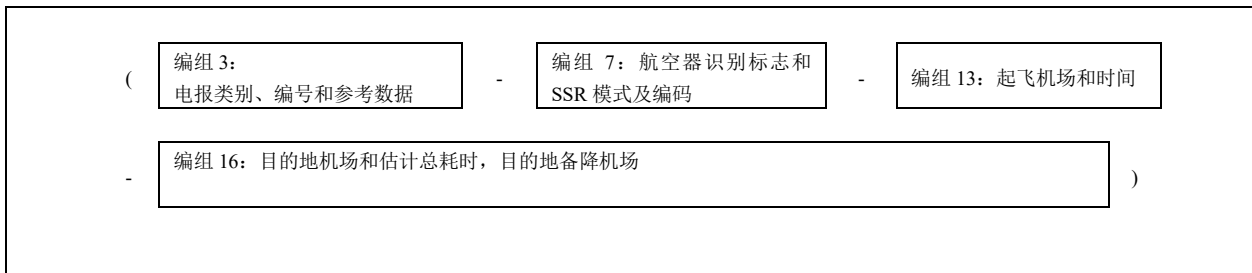 (
编组 3：
电报类别、编号和参考数据
-
编组 7：航空器识别标志和
SSR 模式及编码
-
编组 13：起飞机场和时间
-
编组 16：目的地机场和估计总耗时，目的地备降机场
)